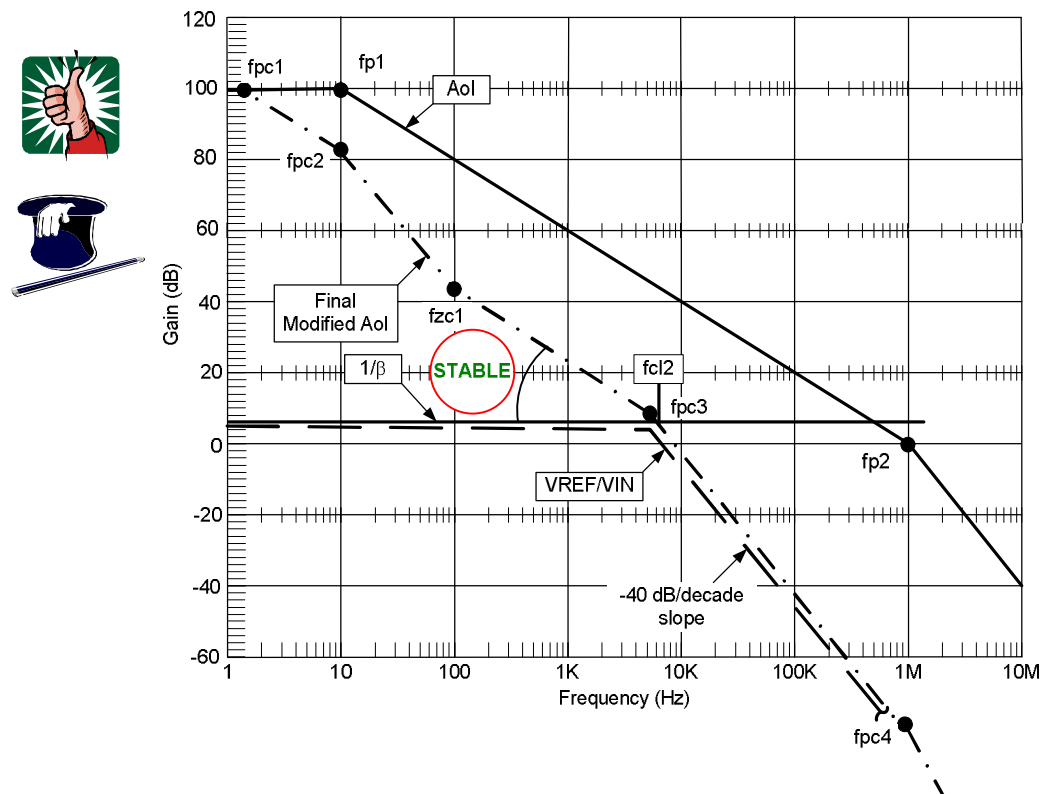 120
100
80
60
40
20
0
-20
-40
-60
Gain (dB)
fpc1
fp1
Aol
fpc2
Final
Modified Aol
fzc1
1/β
STABLE
fcl2
fpc3
fp2
VREF/VIN
-40 dB/decade
slope
fpc4
1
10
100
1K
10K
100K
1M
10M
Frequency (Hz)